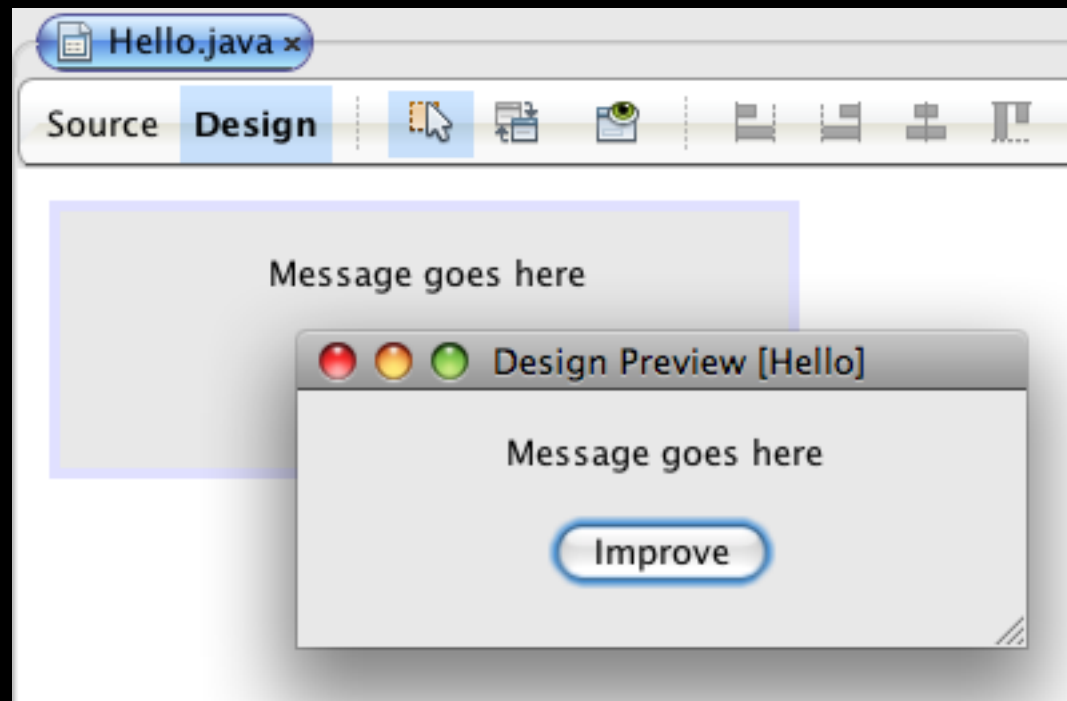 Hello.java ×
Source Design
Message goes here
Design Preview [Hello]
Message goes here
Improve